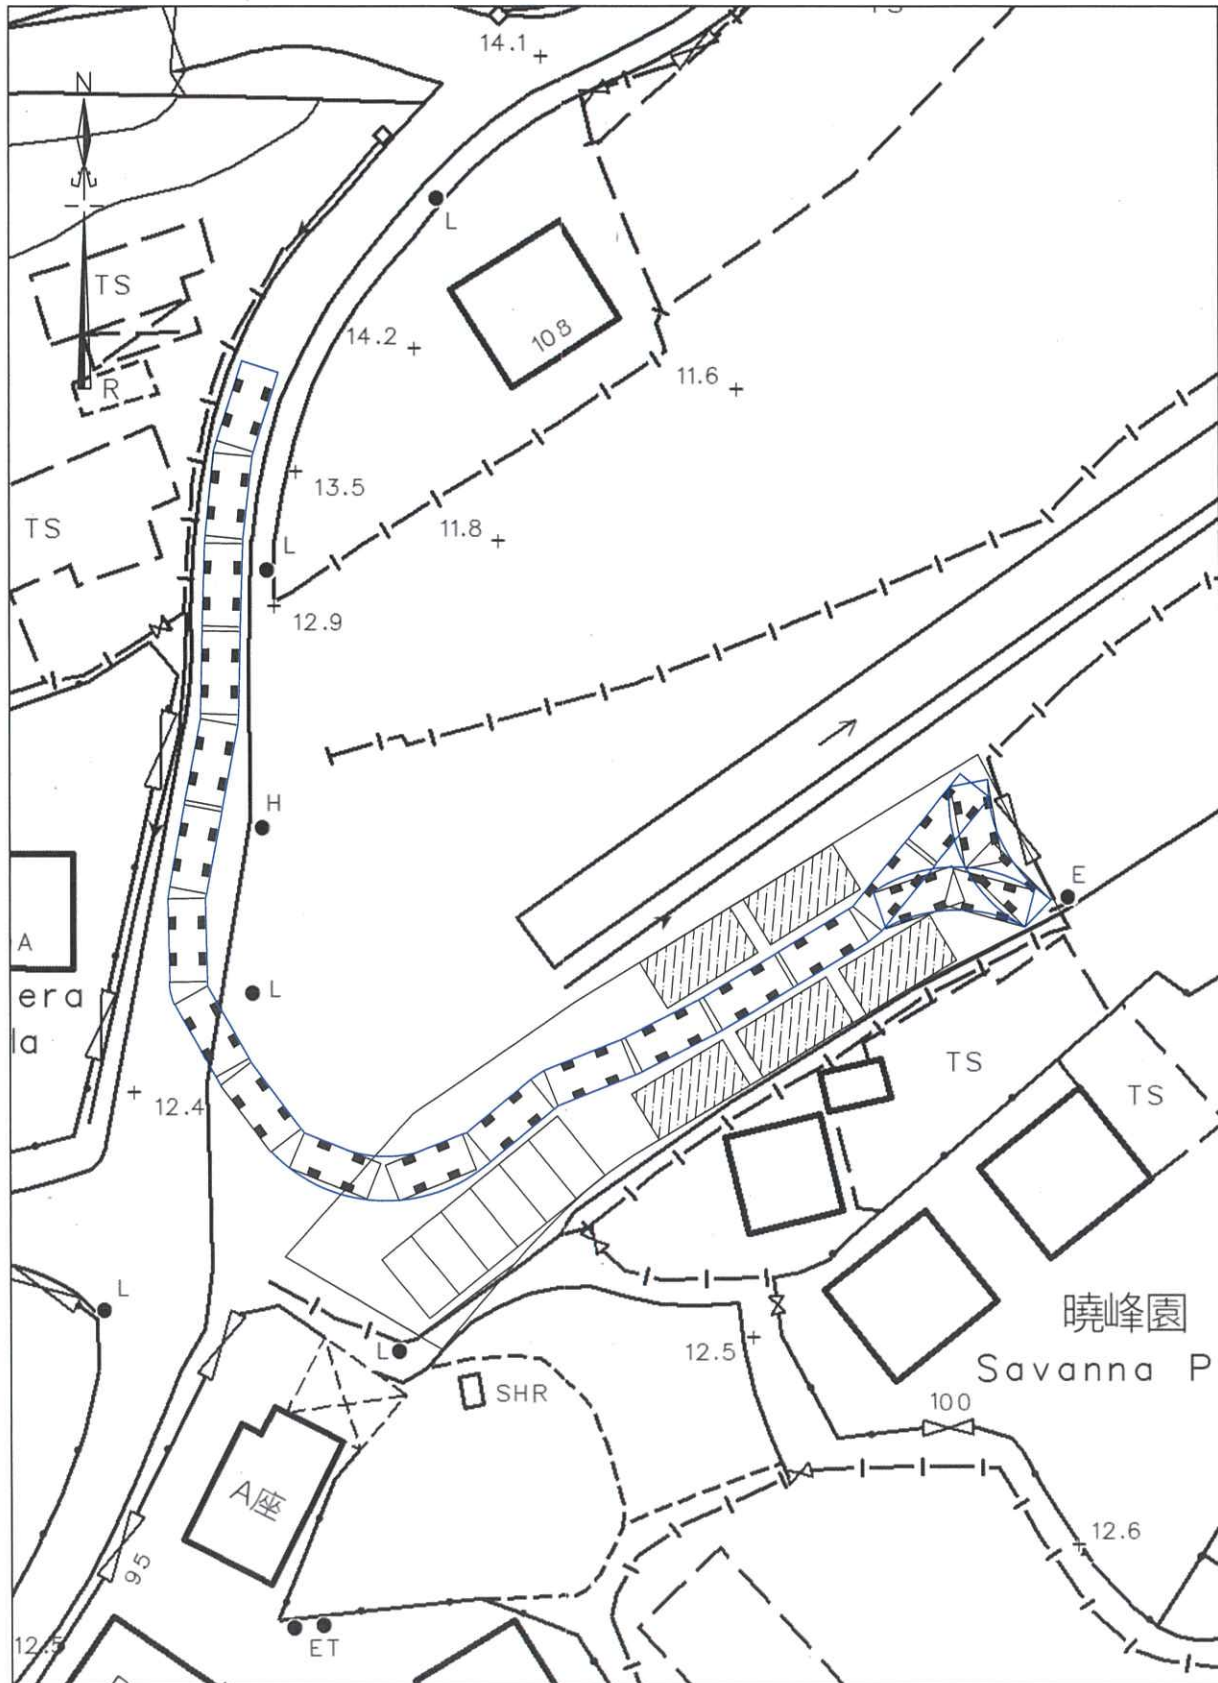 14.1
N
L
TS
108
14.2
R
11.6
13.5
TS
11.8
L
12.9
H
E
A
era
la
L
12.4
TS
TS
L
L
12.5
曉峰園
Savanna P
SHR
100
A座
95
12.6
12.5
ET